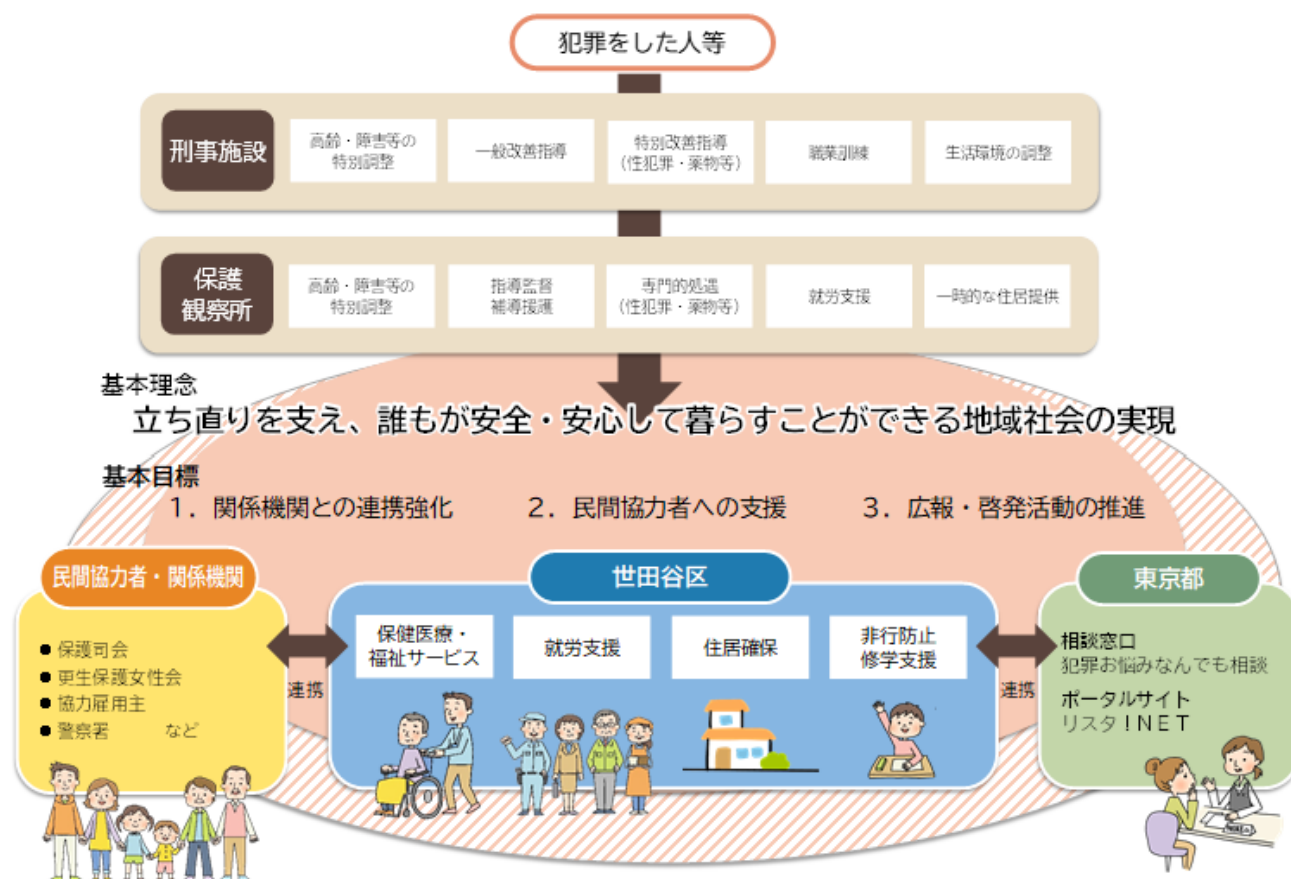 犯罪をした人等
刑事施設
高齢・障害等の
特別調整
一般改善指導
特別改善指導
(性犯罪・薬物等)
職業訓練
生活環境の調整
保護
観察所
高齢・障害等の
特別調整
指導監督
補導援護
専門的処遇
(性犯罪・薬物等)
就労支援
一時的な住居提供
基本理念
立ち直りを支え、誰もが安全・安心して暮らすことができる地域社会の実現
基本目標
1．関係機関との連携強化
2．民間協力者への支援
3．広報・啓発活動の推進
民間協力者・関係機関
● 保護司会
● 更生保護女性会
● 協力雇用主
● 警察署 など
連携
世田谷区
保健医療・
福祉サービス
就労支援
住居確保
非行防止
修学支援
連携
東京都
相談窓口
犯罪お悩みなんでも相談
ポータルサイト
リスタ！ＮＥＴ